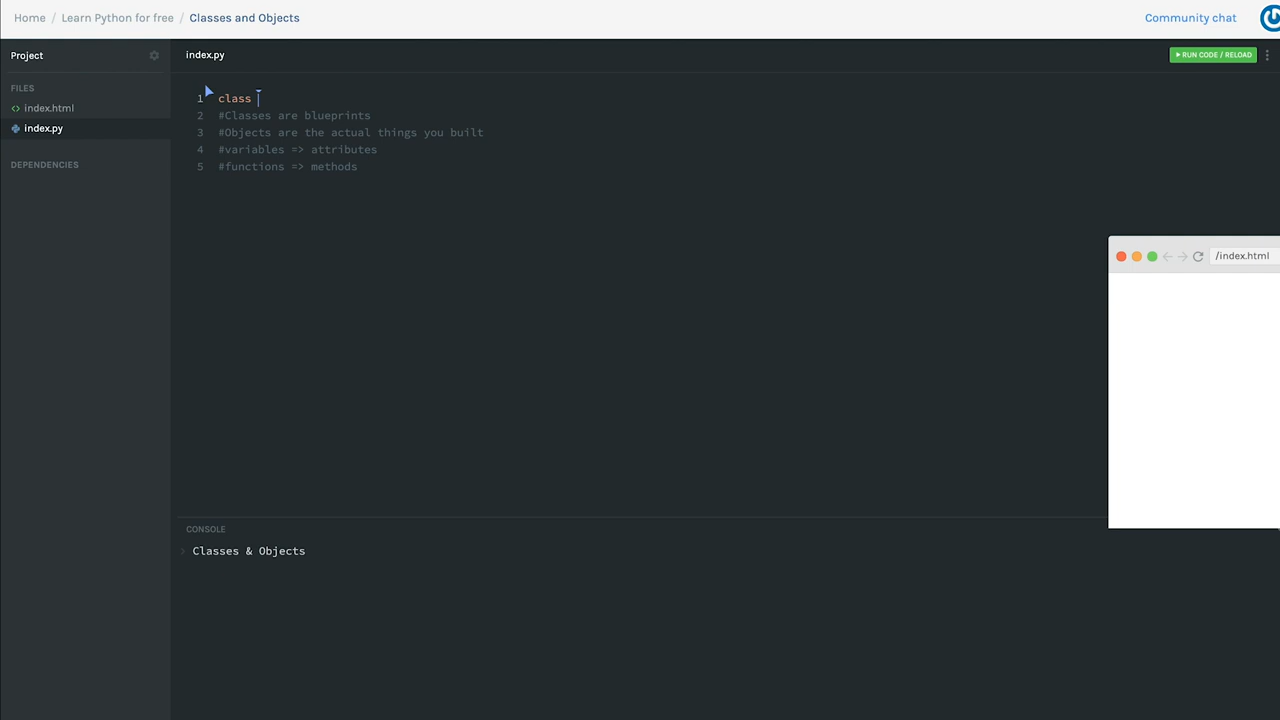 Home / Learn Python for free / Classes and Objects
Community chat
Project
index.py
RUN CODE / RELOAD
FILES
<> index.html
index.py
DEPENDENCIES
1 class
2 #Classes are blueprints
3 #Objects are the actual things you built
4 #variables => attributes
5 #functions => methods
/index.html
CONSOLE
> Classes & Objects